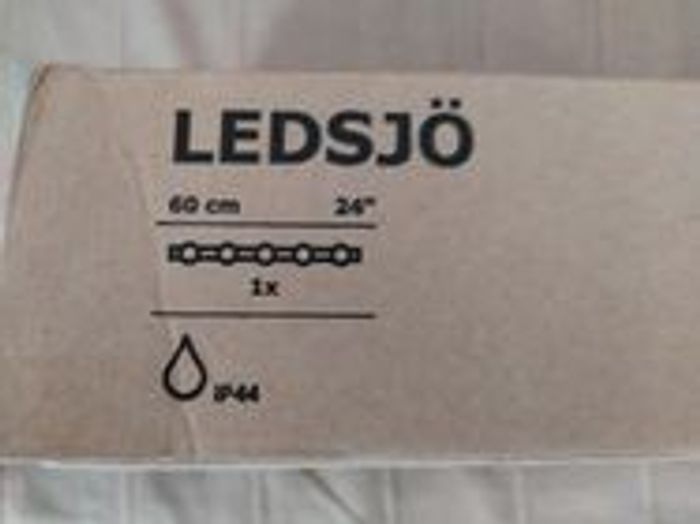 LEDSJÖ
60 cm 24"
1x
IP44